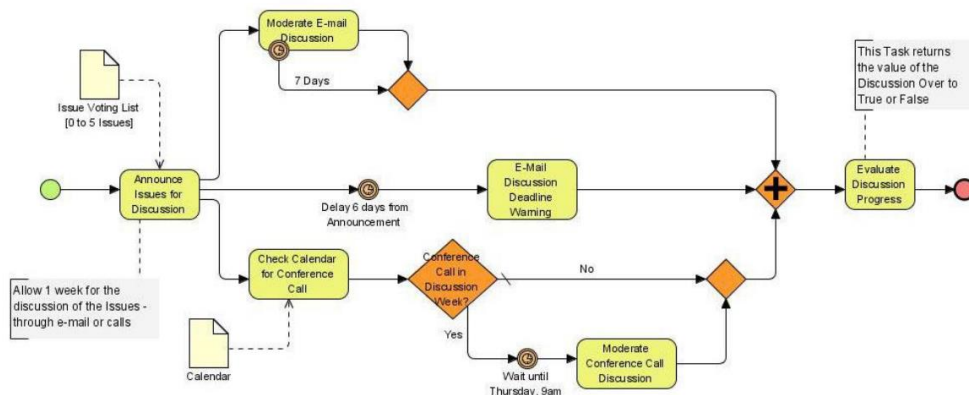 Moderate E-mail
Discussion
7 Days
This Task returns
the value of the
Discussion Over to
True or False
Issue Voting List
[0 to 5 Issues]
Announce
Issues for
Discussion
Delay 6 days from
Announcement
E-Mail
Discussion
Deadline
Warning
Evaluate
Discussion
Progress
Allow 1 week for the
discussion of the Issues -
through e-mail or calls
Check Calendar
for Conference
Call
Conference
Call in
Discussion
Week?
No
Yes
Calendar
Wait until
Thursday, 9am
Moderate
Conference Call
Discussion